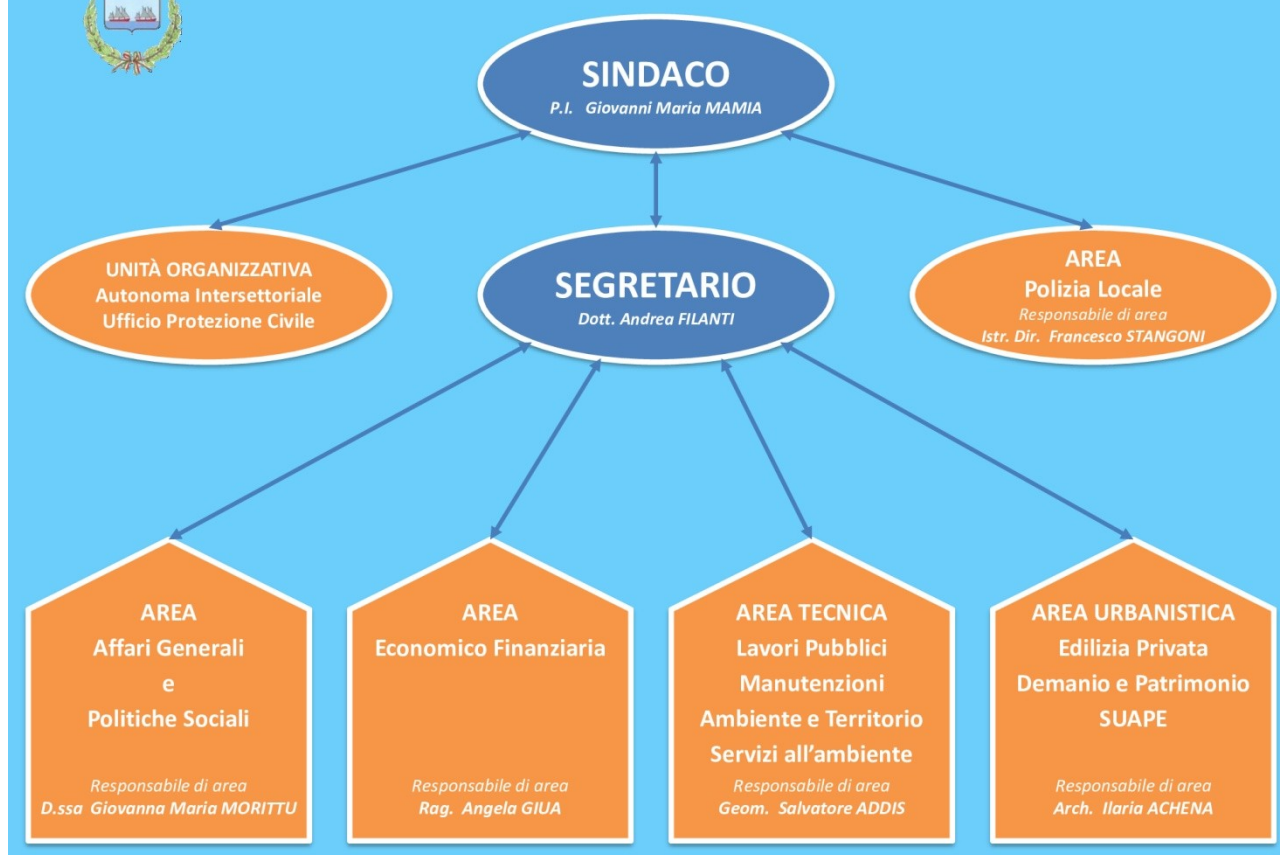 SINDACO
P.I. Giovanni Maria MAMIA
UNITÀ ORGANIZZATIVA
Autonoma Intersettoriale
Ufficio Protezione Civile
SEGRETARIO
Dott. Andrea FILANTI
AREA
Polizia Locale
Responsabile di area
Istr. Dir. Francesco STANGONI
AREA
Affari Generali
e
Politiche Sociali
Responsabile di area
D.ssa Giovanna Maria MORITTU
AREA
Economico Finanziaria
Responsabile di area
Rag. Angela GIUA
AREA TECNICA
Lavori Pubblici
Manutenzioni
Ambiente e Territorio
Servizi all’ambiente
Responsabile di area
Geom. Salvatore ADDIS
AREA URBANISTICA
Edilizia Privata
Demanio e Patrimonio
SUAPE
Responsabile di area
Arch. Ilaria ACHENA